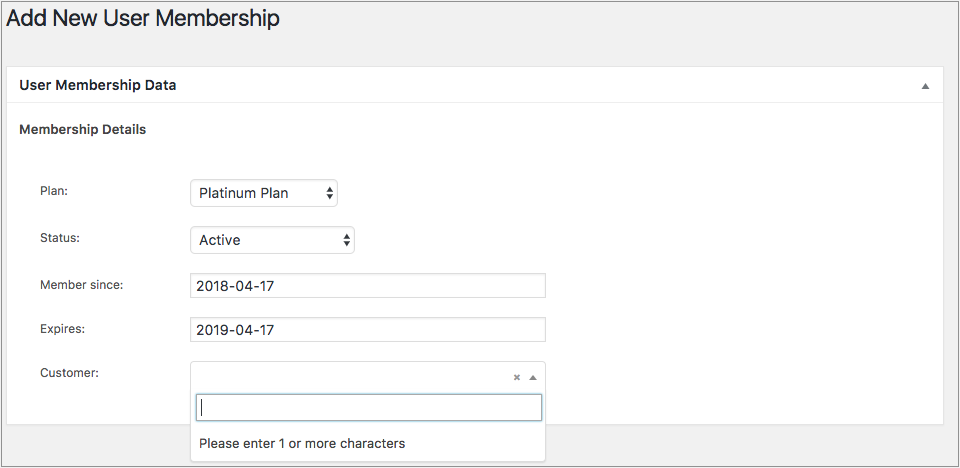 Add New User Membership
User Membership Data
Membership Details
Plan: Platinum Plan
Status: Active
Member since: 2018-04-17
Expires: 2019-04-17
Customer:
Please enter 1 or more characters